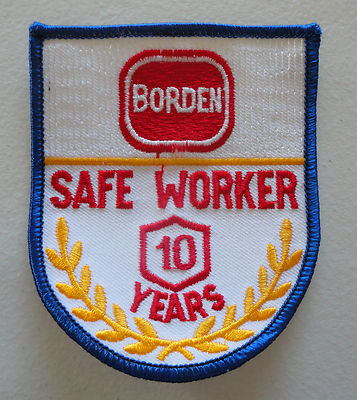 BORDEN
SAFE WORKER
10
YEARS